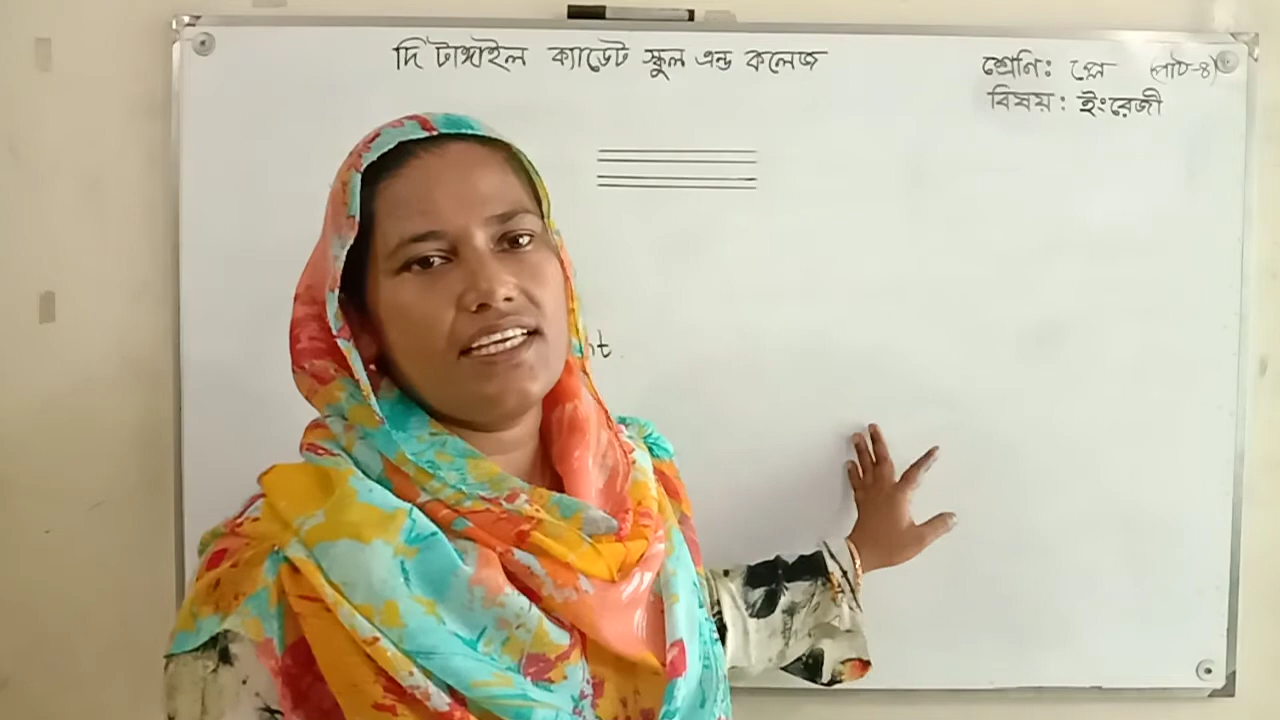 দি টাঙ্গাইল ক্যাডেট স্কুল এন্ড কলেজ
শ্রেণি: প্লে (পাট-৪)
বিষয়: ইংরেজী